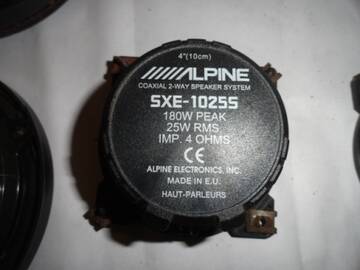 4"(10cm)
ALPINE
COAXIAL 2-WAY SPEAKER SYSTEM
SXE-1025S
180W PEAK
25W RMS
IMP. 4 OHMS
CE
ALPINE ELECTRONICS, INC.
MADE IN E.U.
HAUT-PARLEURS